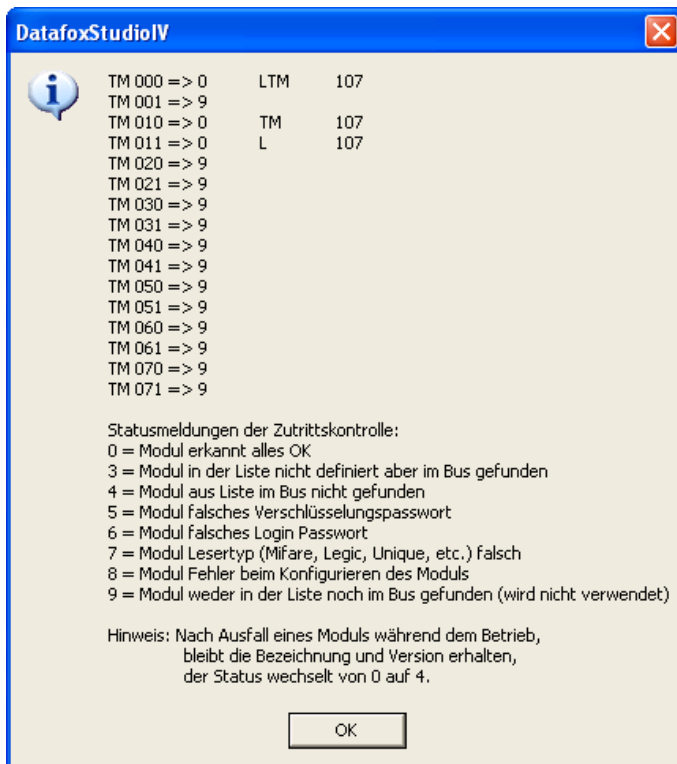 DatafoxStudioIV
TM 000 => 0 LTM 107
TM 001 => 9
TM 010 => 0 TM 107
TM 011 => 0 L 107
TM 020 => 9
TM 021 => 9
TM 030 => 9
TM 031 => 9
TM 040 => 9
TM 041 => 9
TM 050 => 9
TM 051 => 9
TM 060 => 9
TM 061 => 9
TM 070 => 9
TM 071 => 9
Statusmeldungen der Zutrittskontrolle:
0 = Modul erkannt alles OK
3 = Modul in der Liste nicht definiert aber im Bus gefunden
4 = Modul aus Liste im Bus nicht gefunden
5 = Modul falsches Verschlüsselungspasswort
6 = Modul falsches Login Passwort
7 = Modul Lesertyp (Mifare, Legic, Unique, etc.) falsch
8 = Modul Fehler beim Konfigurieren des Moduls
9 = Modul weder in der Liste noch im Bus gefunden (wird nicht verwendet)
Hinweis: Nach Ausfall eines Moduls während dem Betrieb,
bleibt die Bezeichnung und Version erhalten,
der Status wechselt von 0 auf 4.
OK